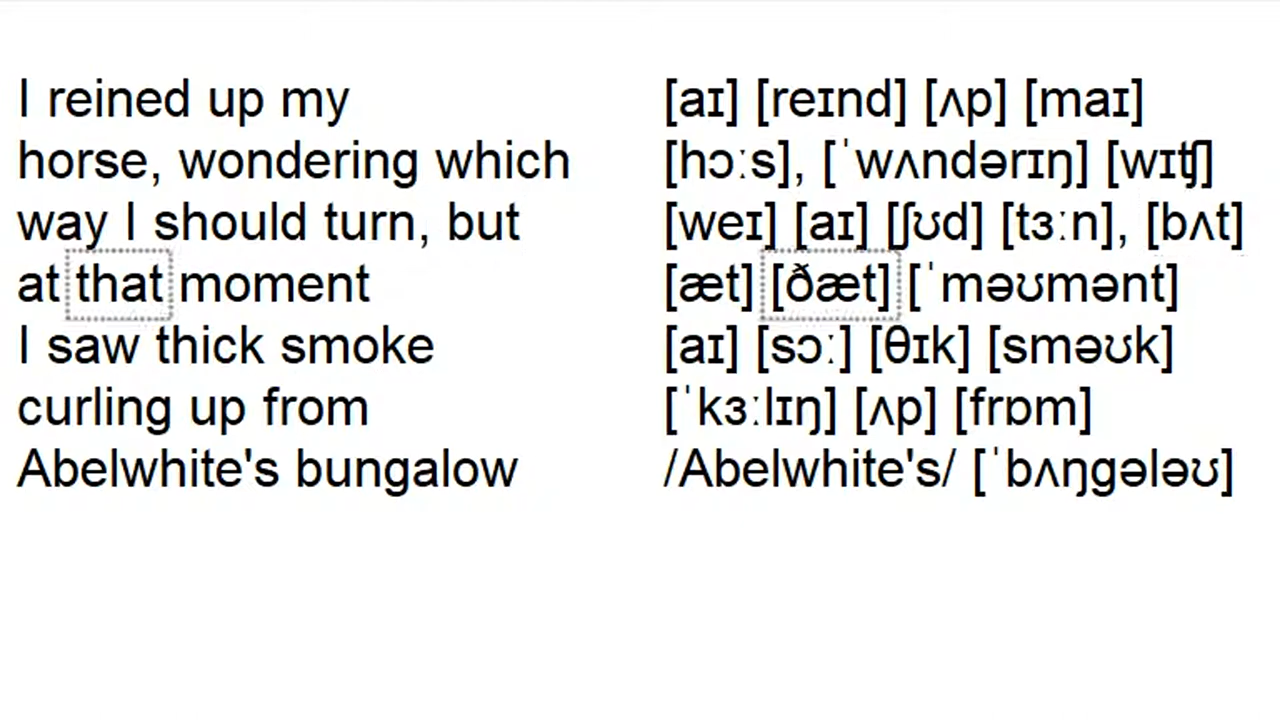 I reined up my
horse, wondering which
way I should turn, but
at that moment
I saw thick smoke
curling up from
Abelwhite's bungalow
[aɪ] [reɪnd] [ʌp] [maɪ]
[hɔːs], [ˈwʌndərɪŋ] [wɪʧ]
[weɪ] [aɪ] [ʃʊd] [tɜːn], [bʌt]
[æt] [ðæt] [ˈməʊmənt]
[aɪ] [sɔː] [θɪk] [sməʊk]
[ˈkɜːlɪŋ] [ʌp] [frɒm]
/Abelwhite's/ [ˈbʌŋgələʊ]